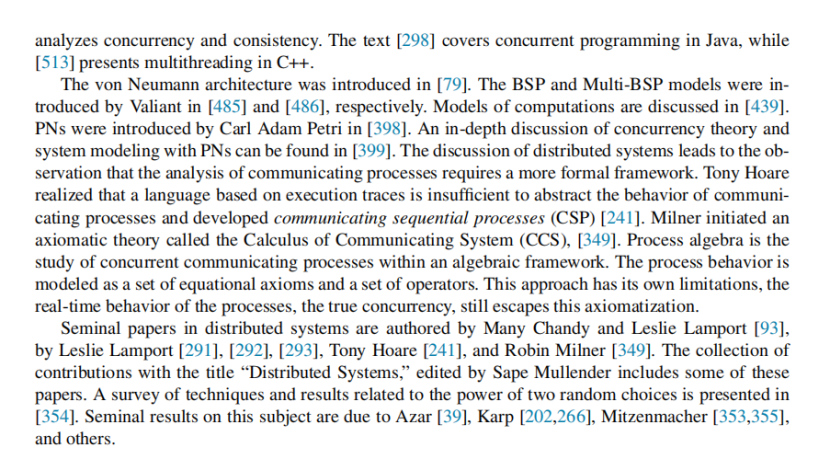 analyzes concurrency and consistency. The text [298] covers concurrent programming in Java, while
[513] presents multithreading in C++.
The von Neumann architecture was introduced in [79]. The BSP and Multi-BSP models were in-
troduced by Valiant in [485] and [486], respectively. Models of computations are discussed in [439].
PNs were introduced by Carl Adam Petri in [398]. An in-depth discussion of concurrency theory and
system modeling with PNs can be found in [399]. The discussion of distributed systems leads to the ob-
servation that the analysis of communicating processes requires a more formal framework. Tony Hoare
realized that a language based on execution traces is insufficient to abstract the behavior of communi-
cating processes and developed communicating sequential processes (CSP) [241]. Milner initiated an
axiomatic theory called the Calculus of Communicating System (CCS), [349]. Process algebra is the
study of concurrent communicating processes within an algebraic framework. The process behavior is
modeled as a set of equational axioms and a set of operators. This approach has its own limitations, the
real-time behavior of the processes, the true concurrency, still escapes this axiomatization.
Seminal papers in distributed systems are authored by Many Chandy and Leslie Lamport [93],
by Leslie Lamport [291], [292], [293], Tony Hoare [241], and Robin Milner [349]. The collection of
contributions with the title “Distributed Systems,” edited by Sape Mullender includes some of these
papers. A survey of techniques and results related to the power of two random choices is presented in
[354]. Seminal results on this subject are due to Azar [39], Karp [202,266], Mitzenmacher [353,355],
and others.